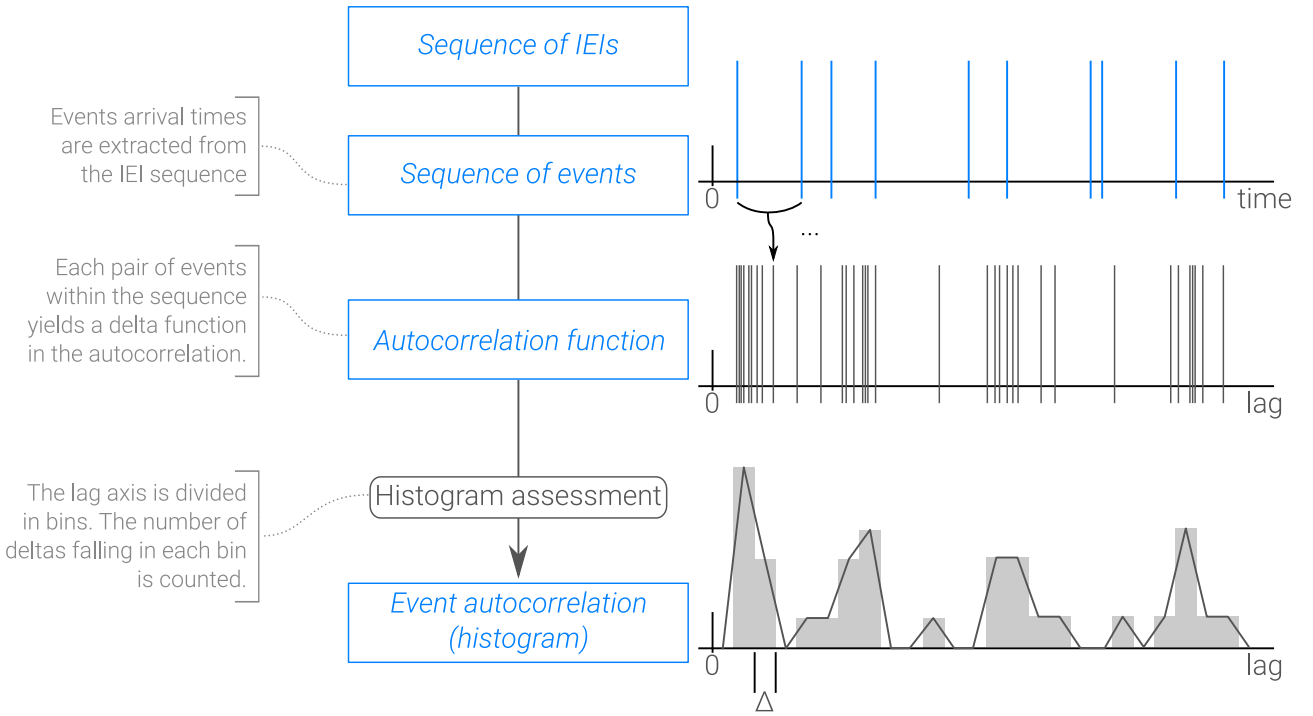 Sequence of IEIs
Events arrival times
are extracted from
the IEI sequence
Sequence of events
0
time
...
Each pair of events
within the sequence
yields a delta function
in the autocorrelation.
Autocorrelation function
0
lag
The lag axis is divided
in bins. The number of
deltas falling in each bin
is counted.
Histogram assessment
Event autocorrelation
(histogram)
0
lag
Δ